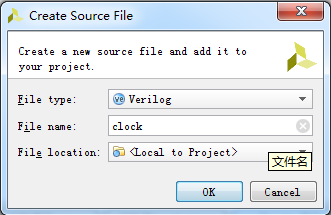 Create Source File
Create a new source file and add it to
your project.
File type: Verilog
File name: clock
File location: <Local to Project>
文件名
OK Cancel